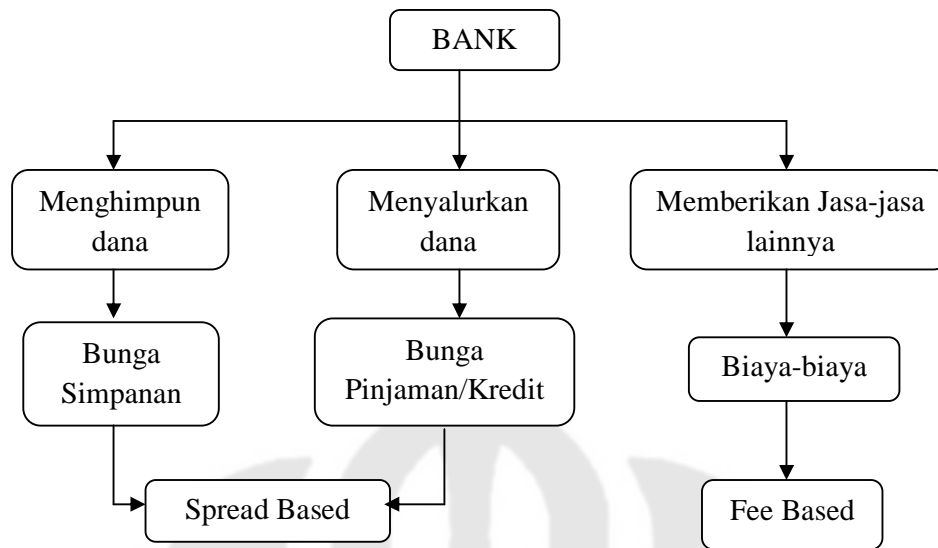 BANK
Menghimpun
dana
Menyalurkan
dana
Memberikan Jasa-jasa
lainnya
Bunga
Simpanan
Bunga
Pinjaman/Kredit
Biaya-biaya
Spread Based
Fee Based